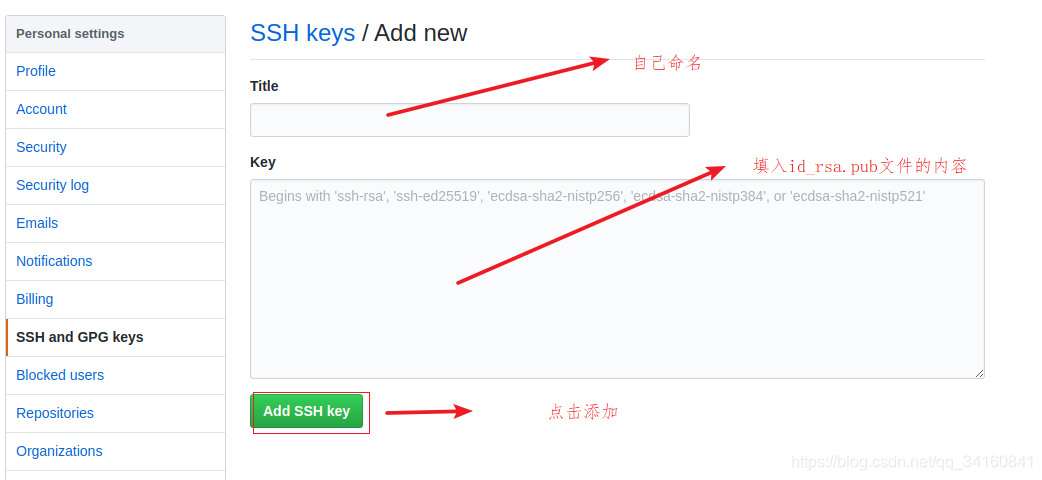 Personal settings
Profile
Account
Security
Security log
Emails
Notifications
Billing
SSH and GPG keys
Blocked users
Repositories
Organizations
SSH keys / Add new
自己命名
Title
Key
填入id_rsa.pub文件的内容
Begins with 'ssh-rsa', 'ssh-ed25519', 'ecdsa-sha2-nistp256', 'ecdsa-sha2-nistp384', or 'ecdsa-sha2-nistp521'
Add SSH key
点击添加
https://blog.csdn.net/qq_34160841